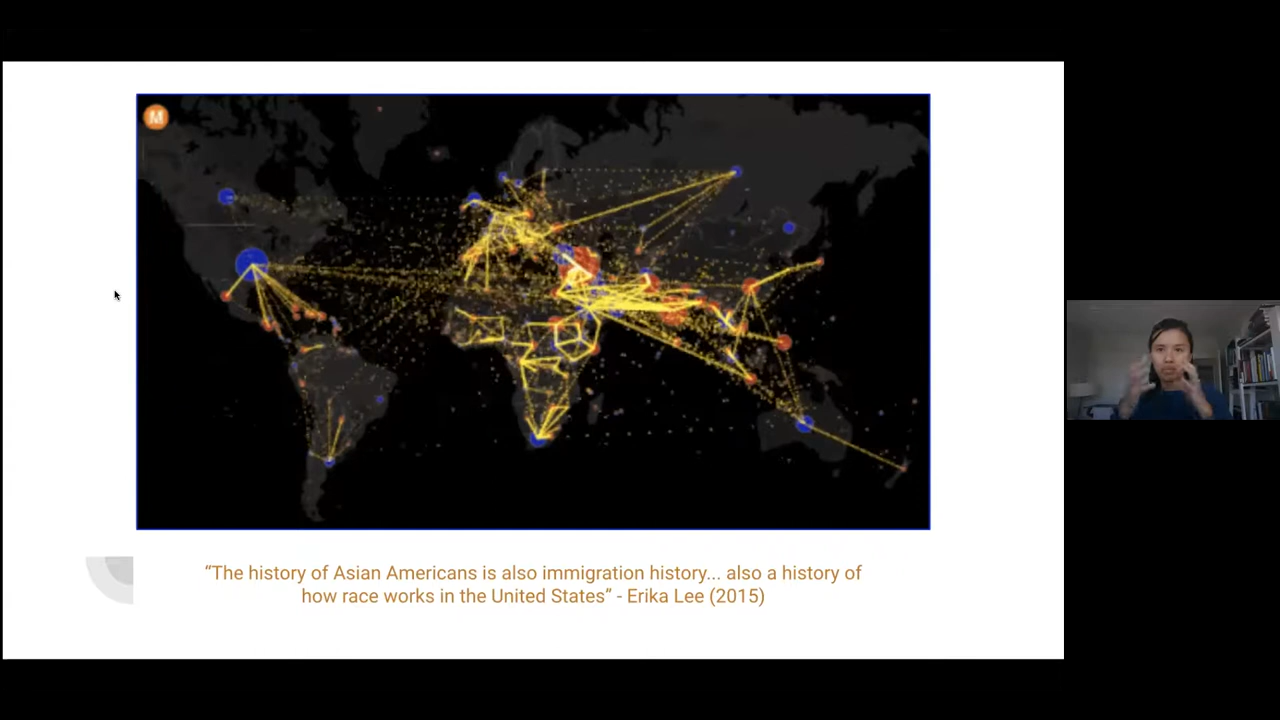 M
“The history of Asian Americans is also immigration history... also a history of
how race works in the United States” - Erika Lee (2015)